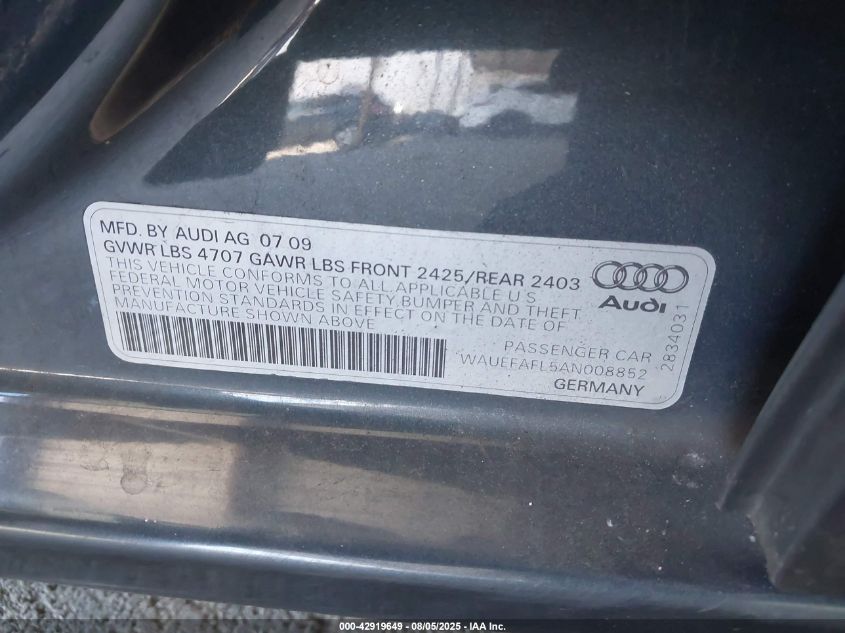 MFD. BY AUDI AG 07 09
GVWR LBS 4707 GAWR LBS FRONT 2425/REAR 2403
THIS VEHICLE CONFORMS TO ALL APPLICABLE U S
FEDERAL MOTOR VEHICLE SAFETY, BUMPER AND THEFT
PREVENTION STANDARDS IN EFFECT ON THE DATE OF
MANUFACTURE SHOWN ABOVE
Audi
PASSENGER CAR
WAUEFAFL5AN008852
GERMANY
2834031
000-42919649 - 08/05/2025 - IAA Inc.